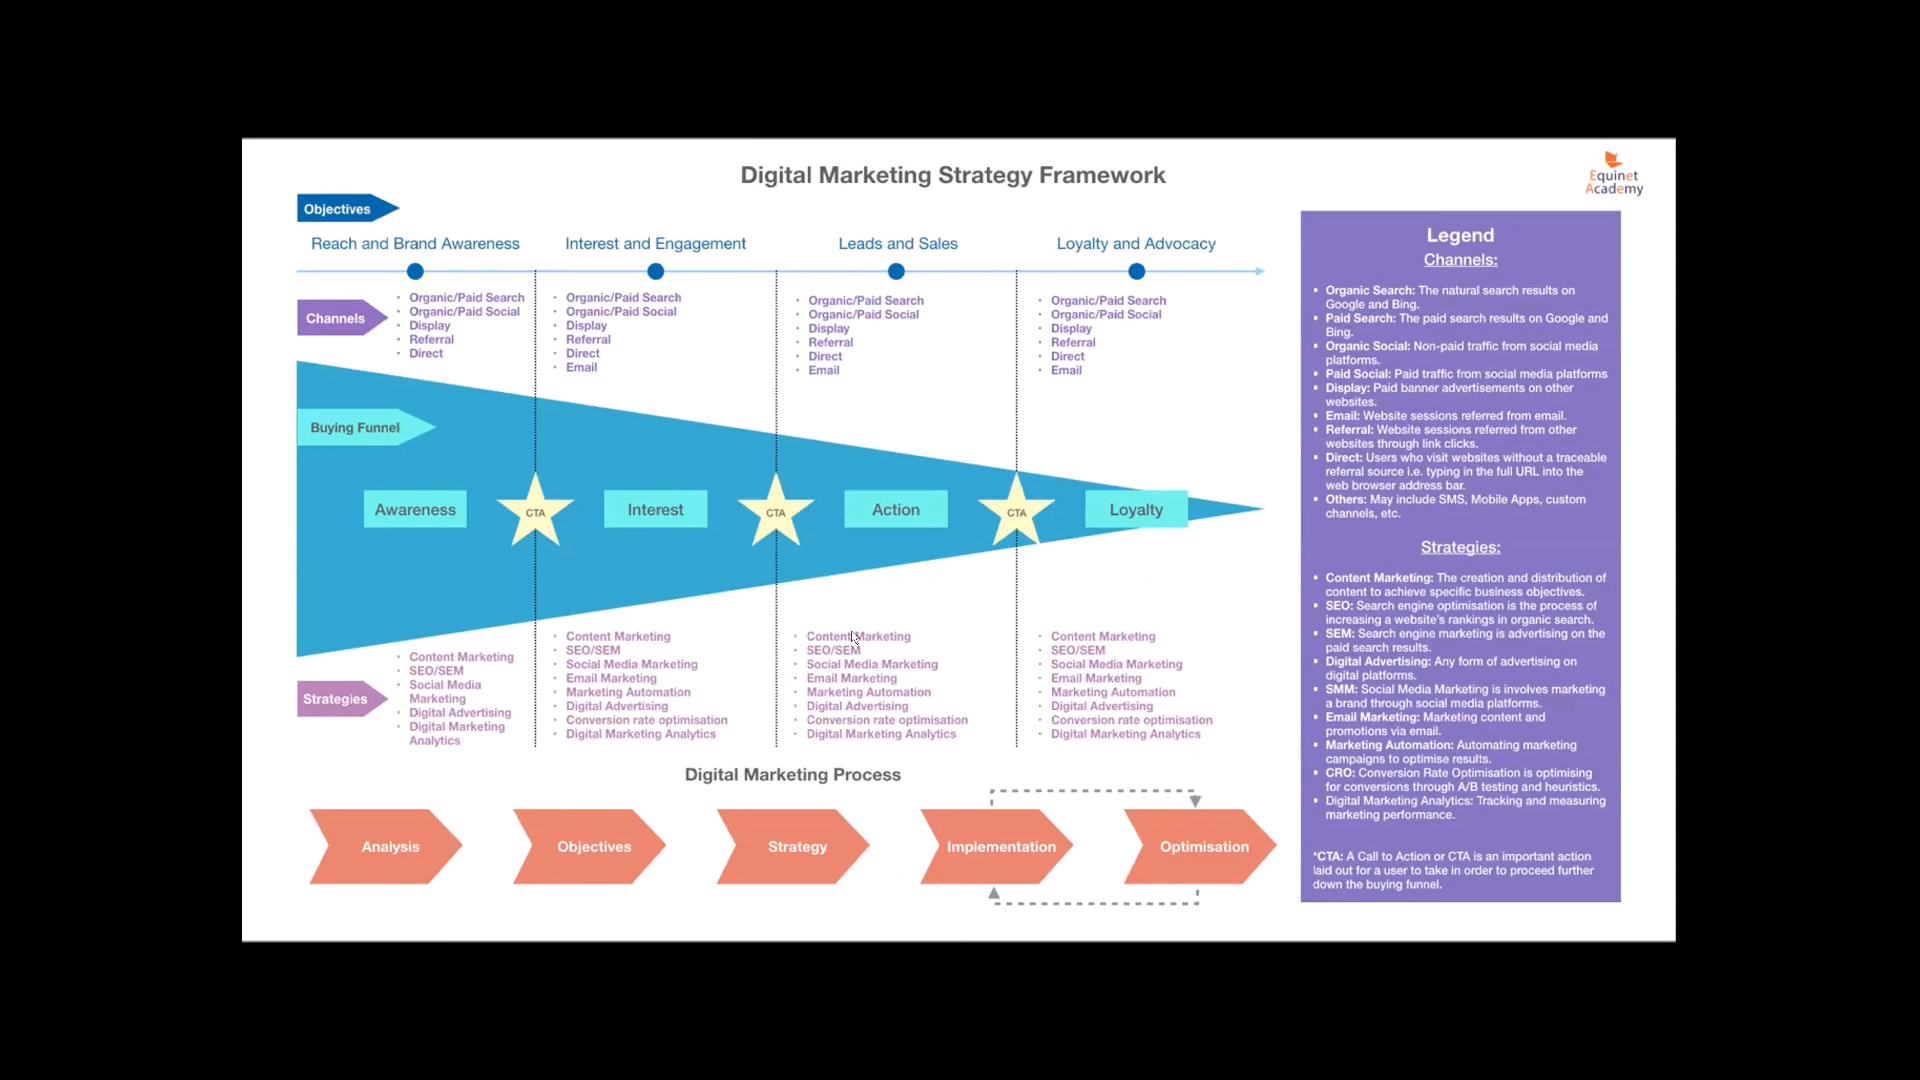 Digital Marketing Strategy Framework
Equinet
Academy
Objectives
Reach and Brand Awareness
Interest and Engagement
Leads and Sales
Loyalty and Advocacy
Channels
• Organic/Paid Search
• Organic/Paid Social
• Display
• Referral
• Direct
• Organic/Paid Search
• Organic/Paid Social
• Display
• Referral
• Direct
• Email
• Organic/Paid Search
• Organic/Paid Social
• Display
• Referral
• Direct
• Email
• Organic/Paid Search
• Organic/Paid Social
• Display
• Referral
• Direct
• Email
Buying Funnel
Awareness
CTA
Interest
CTA
Action
CTA
Loyalty
Strategies
• Content Marketing
• SEO/SEM
• Social Media
Marketing
• Digital Advertising
• Digital Marketing
Analytics
• Content Marketing
• SEO/SEM
• Social Media Marketing
• Email Marketing
• Marketing Automation
• Digital Advertising
• Conversion rate optimisation
• Digital Marketing Analytics
• Content Marketing
• SEO/SEM
• Social Media Marketing
• Email Marketing
• Marketing Automation
• Digital Advertising
• Conversion rate optimisation
• Digital Marketing Analytics
• Content Marketing
• SEO/SEM
• Social Media Marketing
• Email Marketing
• Marketing Automation
• Digital Advertising
• Conversion rate optimisation
• Digital Marketing Analytics
Digital Marketing Process
Analysis
Objectives
Strategy
Implementation
Optimisation
Legend
Channels:
• Organic Search: The natural search results on
Google and Bing.
• Paid Search: The paid search results on Google and
Bing.
• Organic Social: Non-paid traffic from social media
platforms.
• Paid Social: Paid traffic from social media platforms
• Display: Paid banner advertisements on other
websites.
• Email: Website sessions referred from email.
• Referral: Website sessions referred from other
websites through link clicks.
• Direct: Users who visit websites without a traceable
referral source i.e. typing in the full URL into the
web browser address bar.
• Others: May include SMS, Mobile Apps, custom
channels, etc.
Strategies:
• Content Marketing: The creation and distribution of
content to achieve specific business objectives.
• SEO: Search engine optimisation is the process of
increasing a website's rankings in organic search.
• SEM: Search engine marketing is advertising on the
paid search results.
• Digital Advertising: Any form of advertising on
digital platforms.
• SMM: Social Media Marketing is involves marketing
a brand through social media platforms.
• Email Marketing: Marketing content and
promotions via email.
• Marketing Automation: Automating marketing
campaigns to optimise results.
• CRO: Conversion Rate Optimisation is optimising
for conversions through A/B testing and heuristics.
• Digital Marketing Analytics: Tracking and measuring
marketing performance.
*CTA: A Call to Action or CTA is an important action
laid out for a user to take in order to proceed further
down the buying funnel.